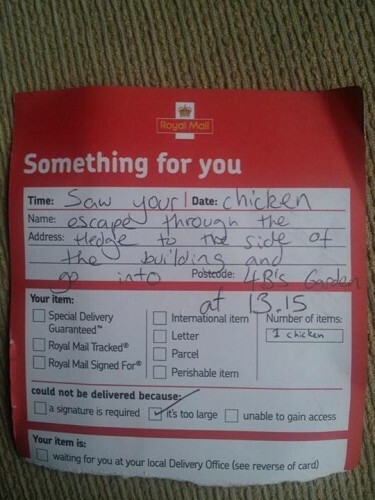 Royal Mail
Something for you
Time: Saw your Date: chicken
Name: escaped through the
Address: Hedge to the side of
the building and
go into Postcode: 4B's Garden
at 13.15
Your item:
Special Delivery Guaranteed™
Royal Mail Tracked®
Royal Mail Signed For®
International item
Letter
Parcel
Perishable item
Number of items:
1 chicken
could not be delivered because:
a signature is required it's too large unable to gain access
Your item is:
waiting for you at your local Delivery Office (see reverse of card)